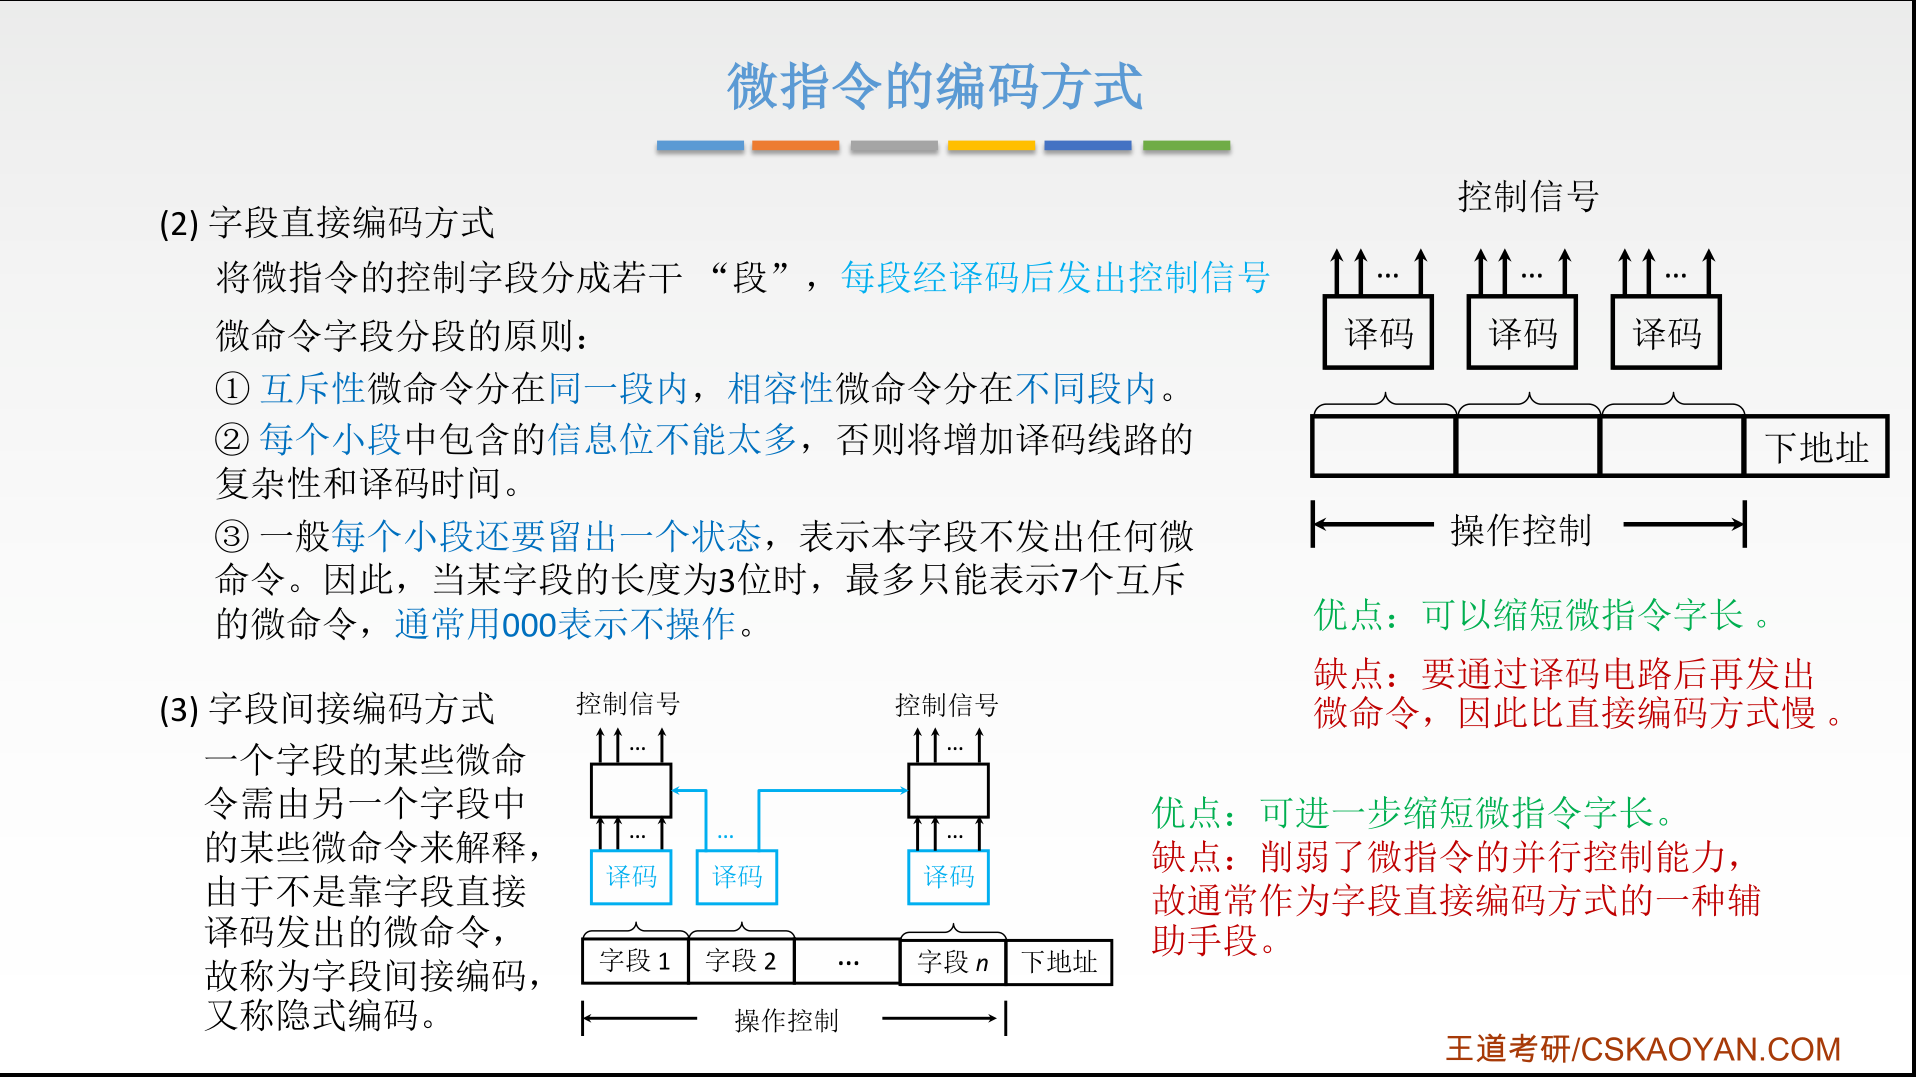 微指令的编码方式
(2) 字段直接编码方式
将微指令的控制字段分成若干 “段”，每段经译码后发出控制信号
微命令字段分段的原则：
① 互斥性微命令分在同一段内，相容性微命令分在不同段内。
② 每个小段中包含的信息位不能太多，否则将增加译码线路的
复杂性和译码时间。
③ 一般每个小段还要留出一个状态，表示本字段不发出任何微
命令。因此，当某字段的长度为3位时，最多只能表示7个互斥
的微命令，通常用000表示不操作。
控制信号
... ... ...
译码 译码 译码
下地址
操作控制
优点：可以缩短微指令字长 。
缺点：要通过译码电路后再发出
微命令，因此比直接编码方式慢 。
(3) 字段间接编码方式
一个字段的某些微命
令需由另一个字段中
的某些微命令来解释，
由于不是靠字段直接
译码发出的微命令，
故称为字段间接编码，
又称隐式编码。
控制信号 控制信号
... ...
... ... ...
译码 译码 译码
字段 1 字段 2 ... 字段 n 下地址
操作控制
优点：可进一步缩短微指令字长。
缺点：削弱了微指令的并行控制能力，
故通常作为字段直接编码方式的一种辅
助手段。
王道考研/CSKAOYAN.COM